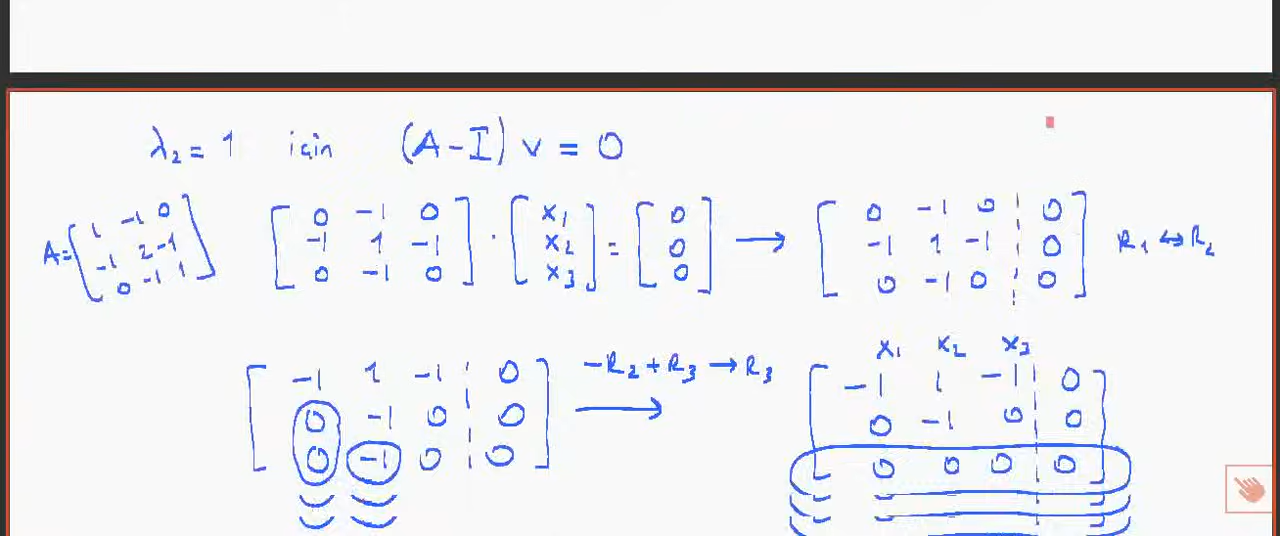 λ₂ = 1 için (A - I) v = 0
A = [1 -1 0; -1 2 -1; 0 -1 1] [0 -1 0; -1 1 -1; 0 -1 0] · [x₁; x₂; x₃] = [0; 0; 0] → [0 -1 0 ¦ 0; -1 1 -1 ¦ 0; 0 -1 0 ¦ 0] R₁ ↔ R₂
[-1 1 -1 ¦ 0; 0 -1 0 ¦ 0; 0 -1 0 ¦ 0] -R₂ + R₃ → R₃ →
x₁ x₂ x₃
[-1 1 -1 ¦ 0; 0 -1 0 ¦ 0; 0 0 0 ¦ 0]